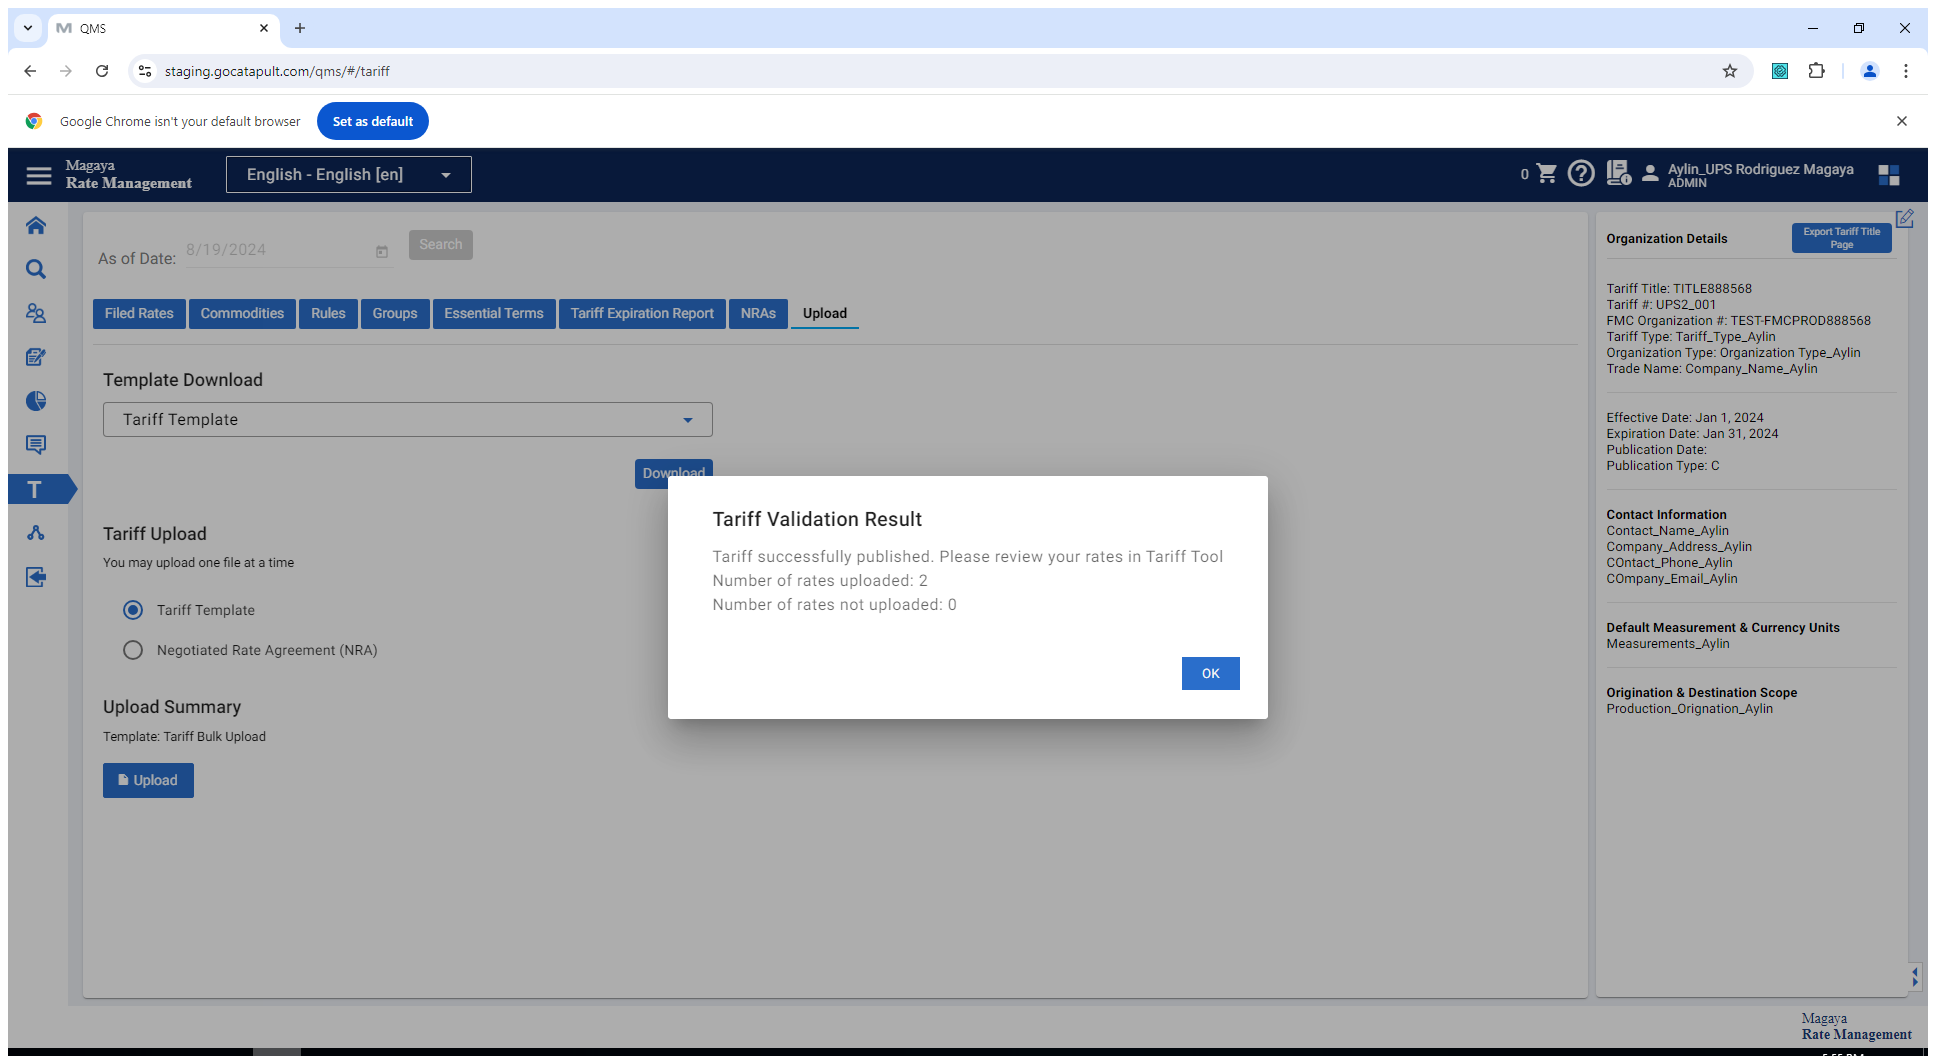 QMS
staging.gocatapult.com/qms/#/tariff
Google Chrome isn't your default browser
Set as default
Magaya
Rate Management
English - English [en]
0
Aylin_UPS Rodriguez Magaya
ADMIN
As of Date:
8/19/2024
Search
Filed Rates
Commodities
Rules
Groups
Essential Terms
Tariff Expiration Report
NRAs
Upload
Template Download
Tariff Template
Download
T
Tariff Upload
You may upload one file at a time
Tariff Template
Negotiated Rate Agreement (NRA)
Upload Summary
Template: Tariff Bulk Upload
Upload
Tariff Validation Result
Tariff successfully published. Please review your rates in Tariff Tool
Number of rates uploaded: 2
Number of rates not uploaded: 0
OK
Organization Details
Export Tariff Title
Page
Tariff Title: TITLE888568
Tariff #: UPS2_001
FMC Organization #: TEST-FMCPROD888568
Tariff Type: Tariff_Type_Aylin
Organization Type: Organization Type_Aylin
Trade Name: Company_Name_Aylin
Effective Date: Jan 1, 2024
Expiration Date: Jan 31, 2024
Publication Date:
Publication Type: C
Contact Information
Contact_Name_Aylin
Company_Address_Aylin
COntact_Phone_Aylin
COmpany_Email_Aylin
Default Measurement & Currency Units
Measurements_Aylin
Origination & Destination Scope
Production_Orignation_Aylin
Magaya
Rate Management